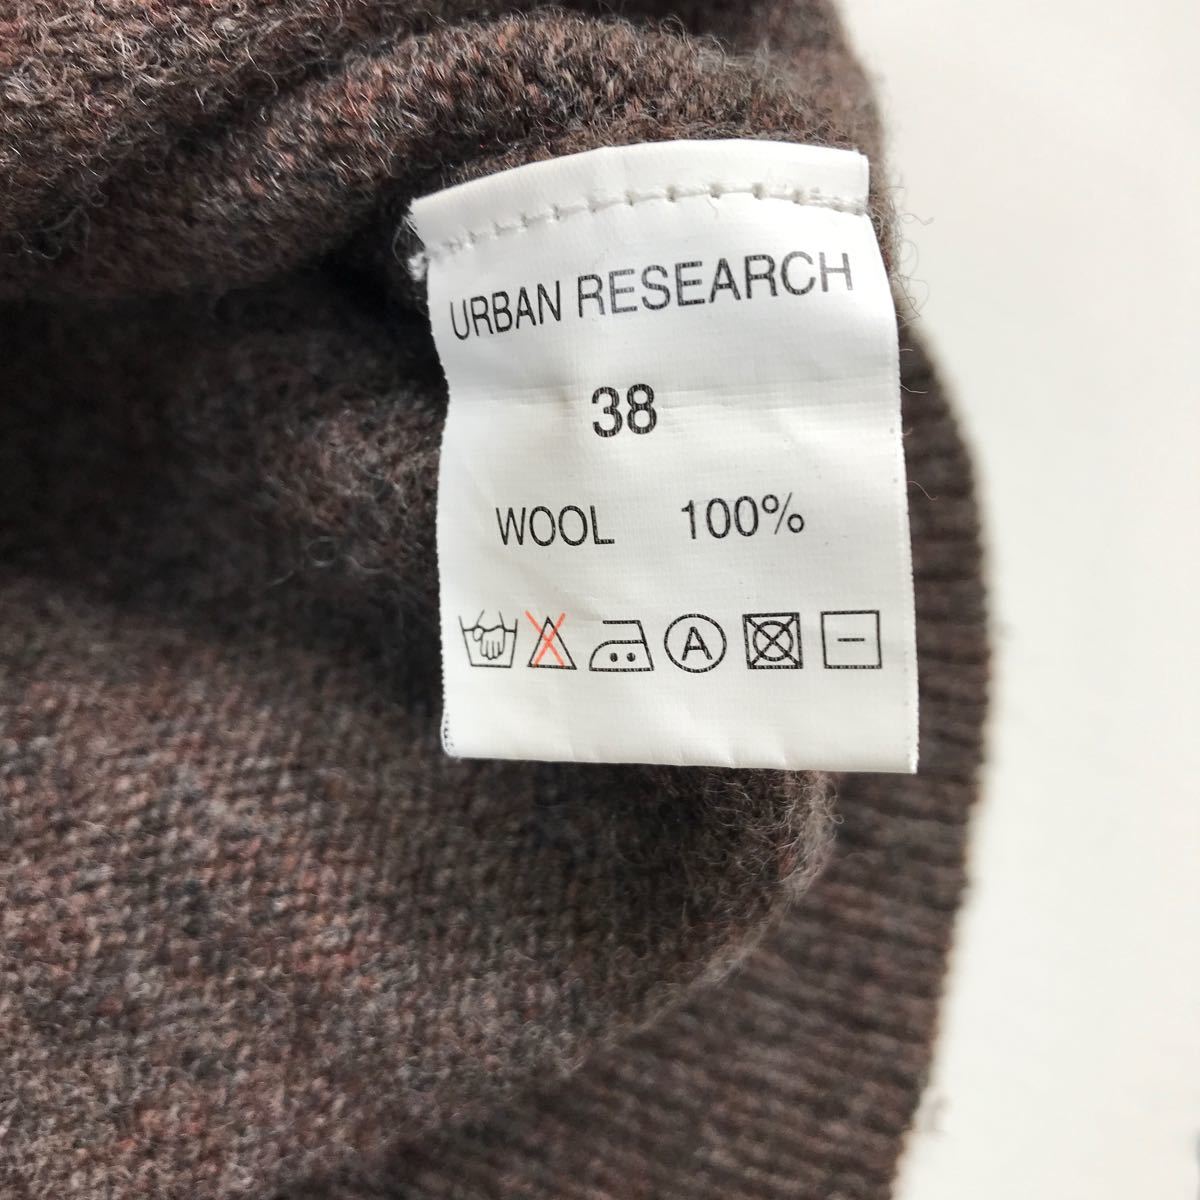 URBAN RESEARCH
38
WOOL 100%
A